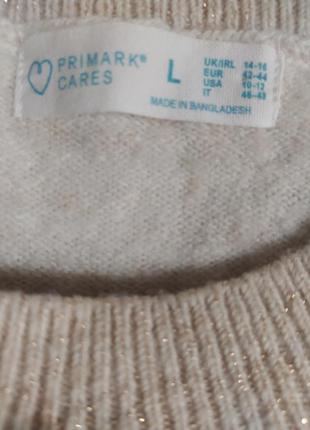 PRIMARK®
CARES
L
UK/IRL 14-16
EUR 42-44
USA 10-12
IT 46-48
MADE IN BANGLADESH